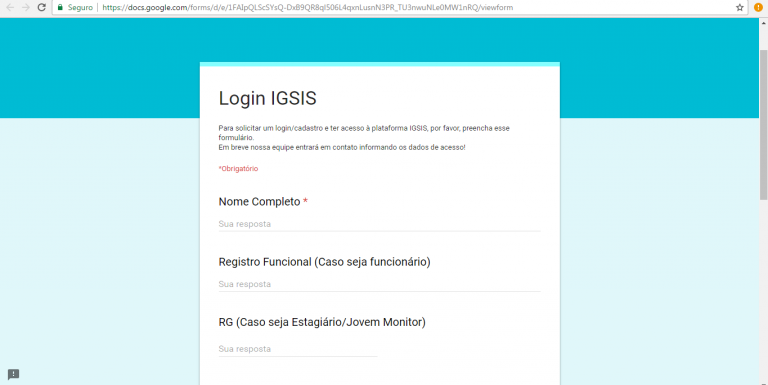 Seguro
https://docs.google.com/forms/d/e/1FAIpQLScSYsQ-DxB9QR8ql506L4qxnLusnN3PR_TU3nwuNLe0MW1nRQ/viewform
Login IGSIS
Para solicitar um login/cadastro e ter acesso à plataforma IGSIS, por favor, preencha esse
formulário.
Em breve nossa equipe entrará em contato informando os dados de acesso!
*Obrigatório
Nome Completo *
Sua resposta
Registro Funcional (Caso seja funcionário)
Sua resposta
RG (Caso seja Estagiário/Jovem Monitor)
Sua resposta